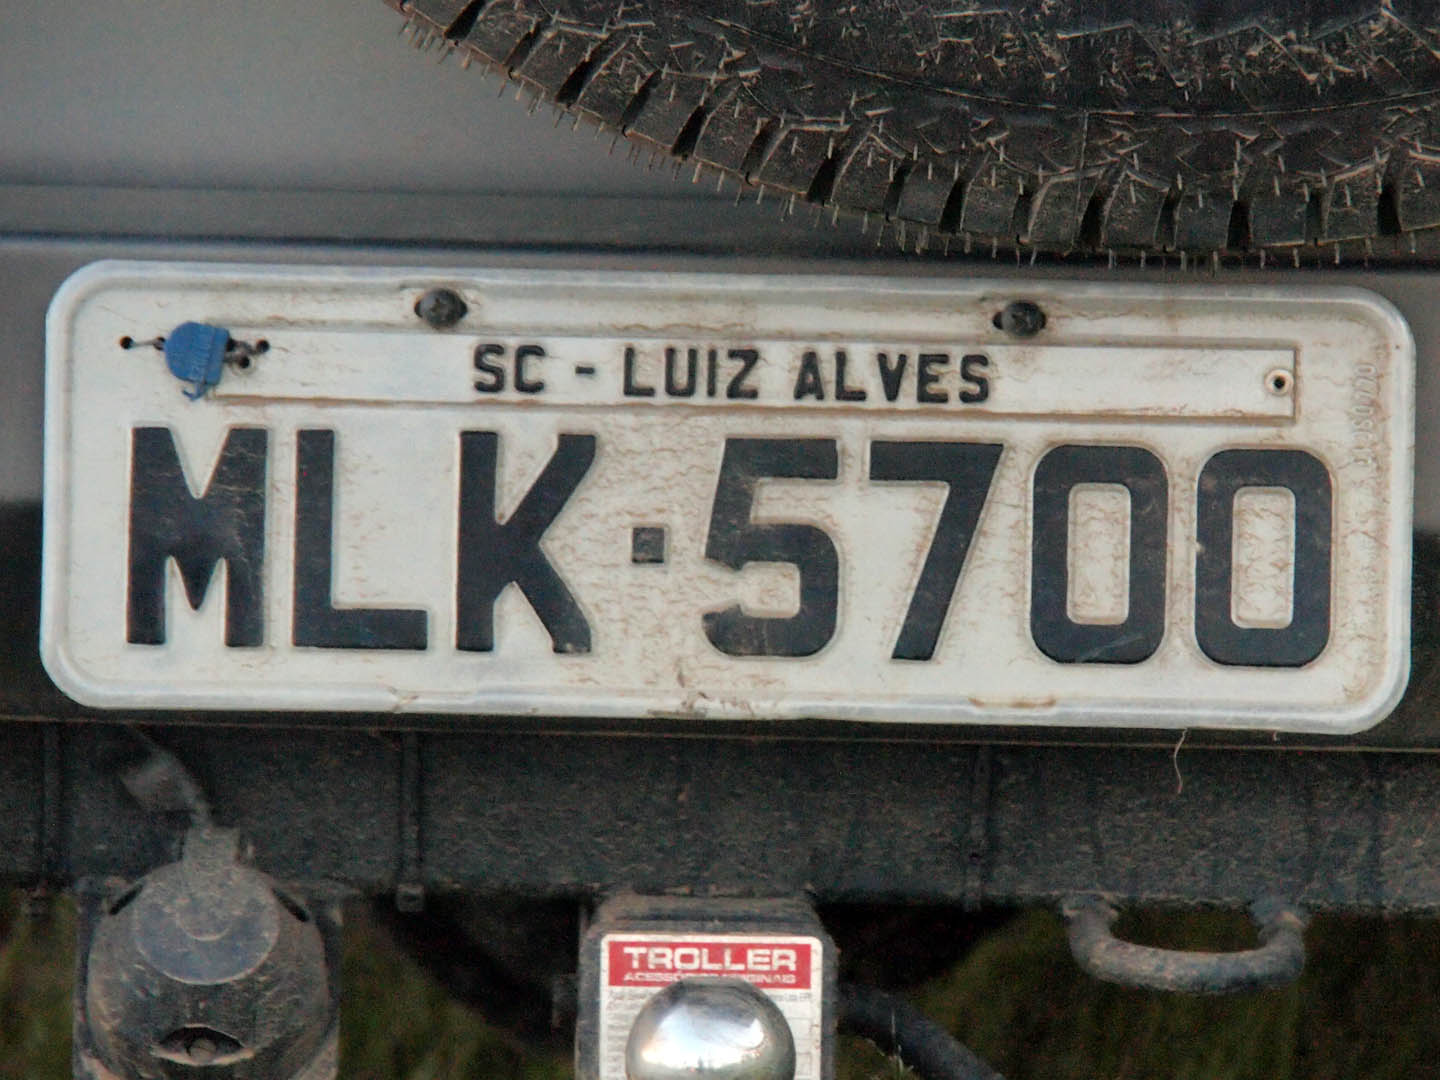 SC - LUIZ ALVES
MLK·5700
TROLLER